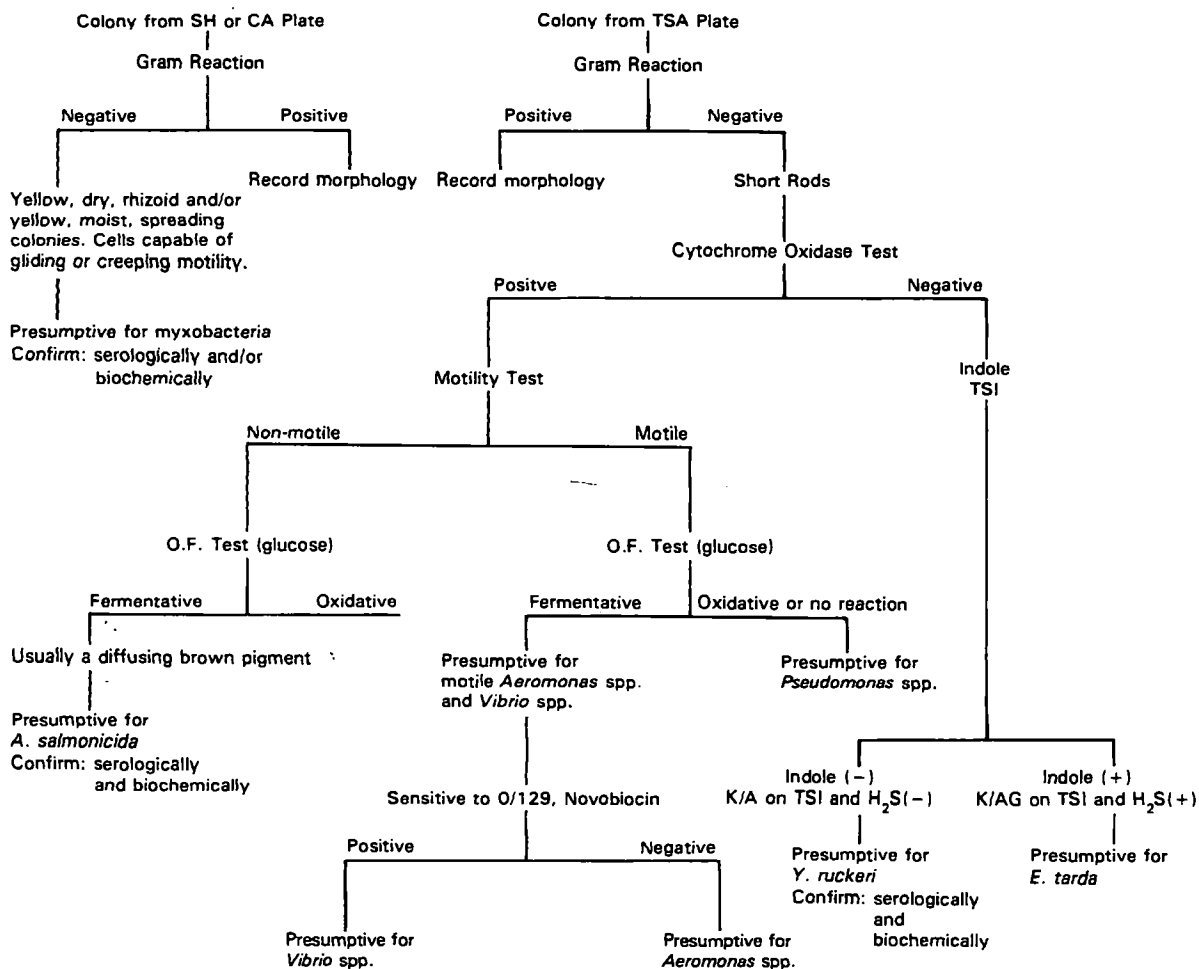 Colony from SH or CA Plate
Gram Reaction
Negative
Positive
Yellow, dry, rhizoid and/or
yellow, moist, spreading
colonies. Cells capable of
gliding or creeping motility.
Record morphology
Presumptive for myxobacteria
Confirm: serologically and/or
biochemically
Colony from TSA Plate
Gram Reaction
Positive
Negative
Record morphology
Short Rods
Cytochrome Oxidase Test
Positve
Negative
Motility Test
Indole
TSI
Non-motile
Motile
O.F. Test (glucose)
O.F. Test (glucose)
Fermentative
Oxidative
Fermentative
Oxidative or no reaction
Usually a diffusing brown pigment
Presumptive for
A. salmonicida
Confirm: serologically
and biochemically
Presumptive for
motile Aeromonas spp.
and Vibrio spp.
Presumptive for
Pseudomonas spp.
Sensitive to 0/129, Novobiocin
Positive
Negative
Presumptive for
Vibrio spp.
Presumptive for
Aeromonas spp.
Indole (−)
K/A on TSI and H₂S(−)
Presumptive for
Y. ruckeri
Confirm: serologically
and
biochemically
Indole (+)
K/AG on TSI and H₂S(+)
Presumptive for
E. tarda